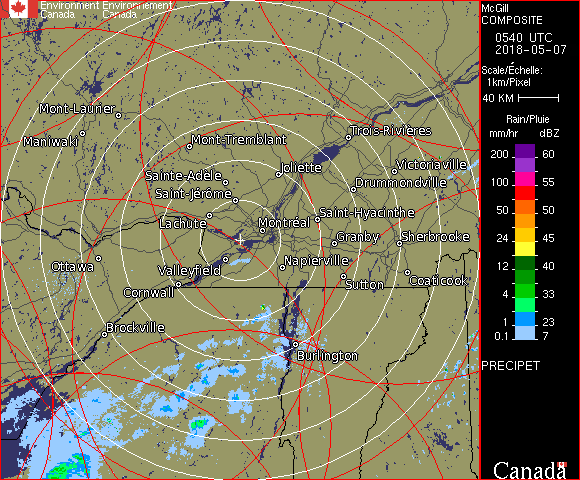 Environment Environnement
Canada Canada
McGill
COMPOSITE
0540 UTC
2018-05-07
Scale/Échelle:
1km/Pixel
40 KM
Rain/Pluie
mm/hr dBZ
200 60
100 55
50 50
24 45
12 40
4 33
1 23
0.1 7
PRECIPET
Canada
Mont-Laurier
Maniwaki
Mont-Tremblant
Trois-Rivières
Victoriaville
Joliette
Sainte-Adèle
Drummondville
Saint-Jérôme
Saint-Hyacinthe
Lachute
Montréal
Granby
Sherbrooke
Ottawa
Valleyfield
Napierville
Cornwall
Sutton
Coaticook
Brockville
Burlington